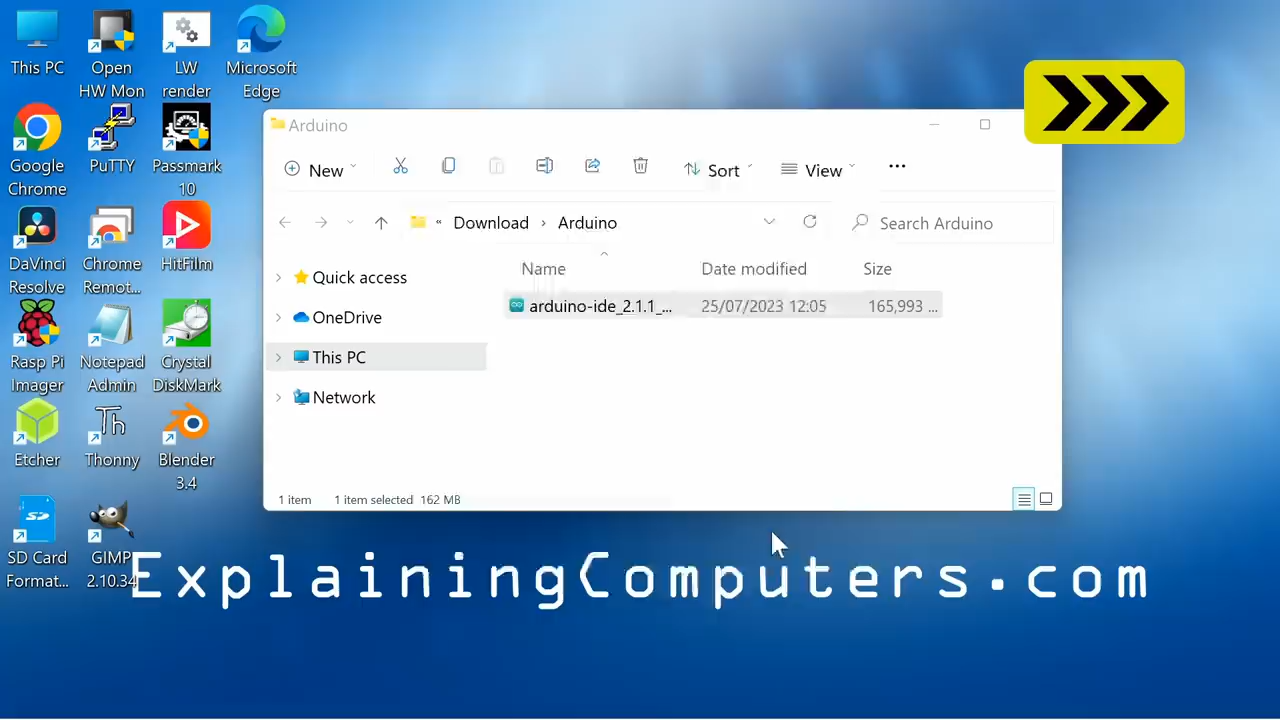 This PC
Open
HW Mon
LW
render
Microsoft
Edge
Google
Chrome
PuTTY
Passmark
10
DaVinci
Resolve
Chrome
Remot...
HitFilm
Rasp Pi
Imager
Notepad
Admin
Crystal
DiskMark
Etcher
Th
Thonny
Blender
3.4
SD
SD Card
Format...
GIMP
2.10.34
Arduino
New
Sort
View
« Download › Arduino
Search Arduino
Name Date modified Size
arduino-ide_2.1.1_... 25/07/2023 12:05 165,993 ...
Quick access
OneDrive
This PC
Network
1 item 1 item selected 162 MB
ExplainingComputers.com